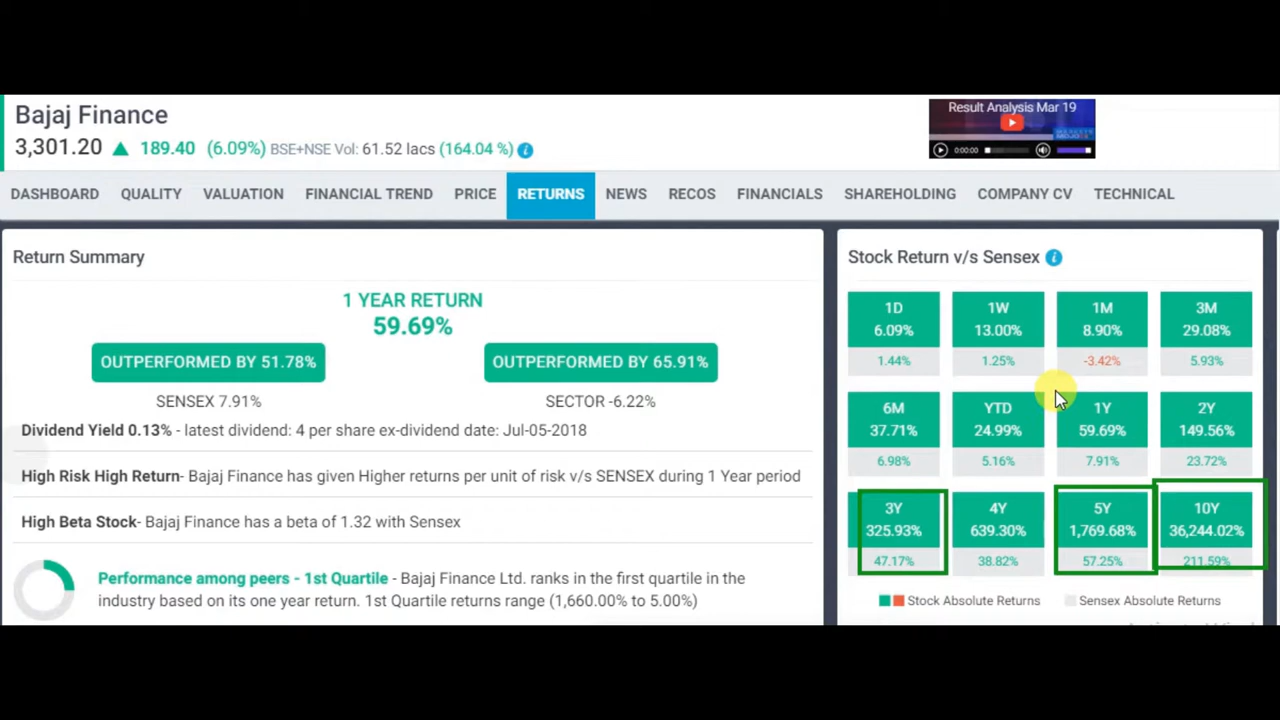 Bajaj Finance
3,301.20 ▲ 189.40 (6.09%) BSE+NSE Vol: 61.52 lacs (164.04 %)
Result Analysis Mar 19
0:00:00
DASHBOARD QUALITY VALUATION FINANCIAL TREND PRICE RETURNS NEWS RECOS FINANCIALS SHAREHOLDING COMPANY CV TECHNICAL
Return Summary
1 YEAR RETURN
59.69%
OUTPERFORMED BY 51.78% OUTPERFORMED BY 65.91%
SENSEX 7.91% SECTOR -6.22%
Dividend Yield 0.13% - latest dividend: 4 per share ex-dividend date: Jul-05-2018
High Risk High Return- Bajaj Finance has given Higher returns per unit of risk v/s SENSEX during 1 Year period
High Beta Stock- Bajaj Finance has a beta of 1.32 with Sensex
Performance among peers - 1st Quartile - Bajaj Finance Ltd. ranks in the first quartile in the
industry based on its one year return. 1st Quartile returns range (1,660.00% to 5.00%)
Stock Return v/s Sensex
1D 1W 1M 3M
6.09% 13.00% 8.90% 29.08%
1.44% 1.25% -3.42% 5.93%
6M YTD 1Y 2Y
37.71% 24.99% 59.69% 149.56%
6.98% 5.16% 7.91% 23.72%
3Y 4Y 5Y 10Y
325.93% 639.30% 1,769.68% 36,244.02%
47.17% 38.82% 57.25% 211.59%
Stock Absolute Returns Sensex Absolute Returns